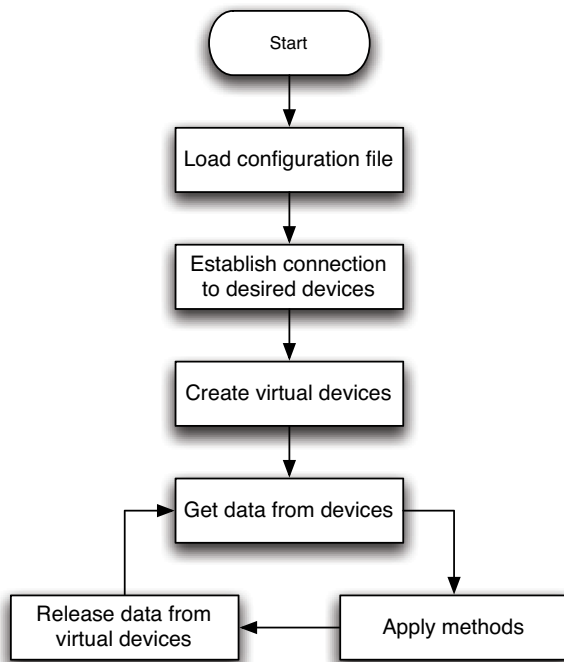 Start
Load configuration file
Establish connection
to desired devices
Create virtual devices
Get data from devices
Release data from
virtual devices
Apply methods